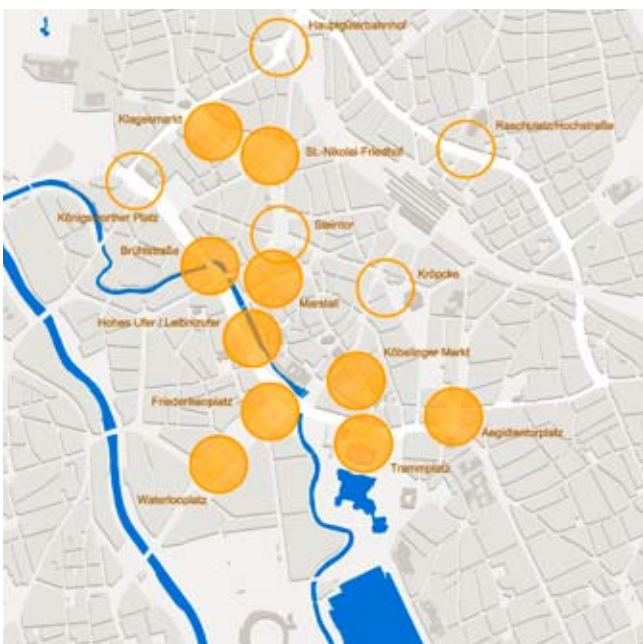 Hauptgüterbahnhof
Klagesmarkt
Raschplatz/Hochstraße
St.-Nikolai-Friedhof
Königsworther Platz
Steintor
Brühlstraße
Kröpcke
Marstall
Hohes Ufer / Leibnizufer
Köbelinger Markt
Friederikenplatz
Aegidientorplatz
Trammplatz
Waterlooplatz